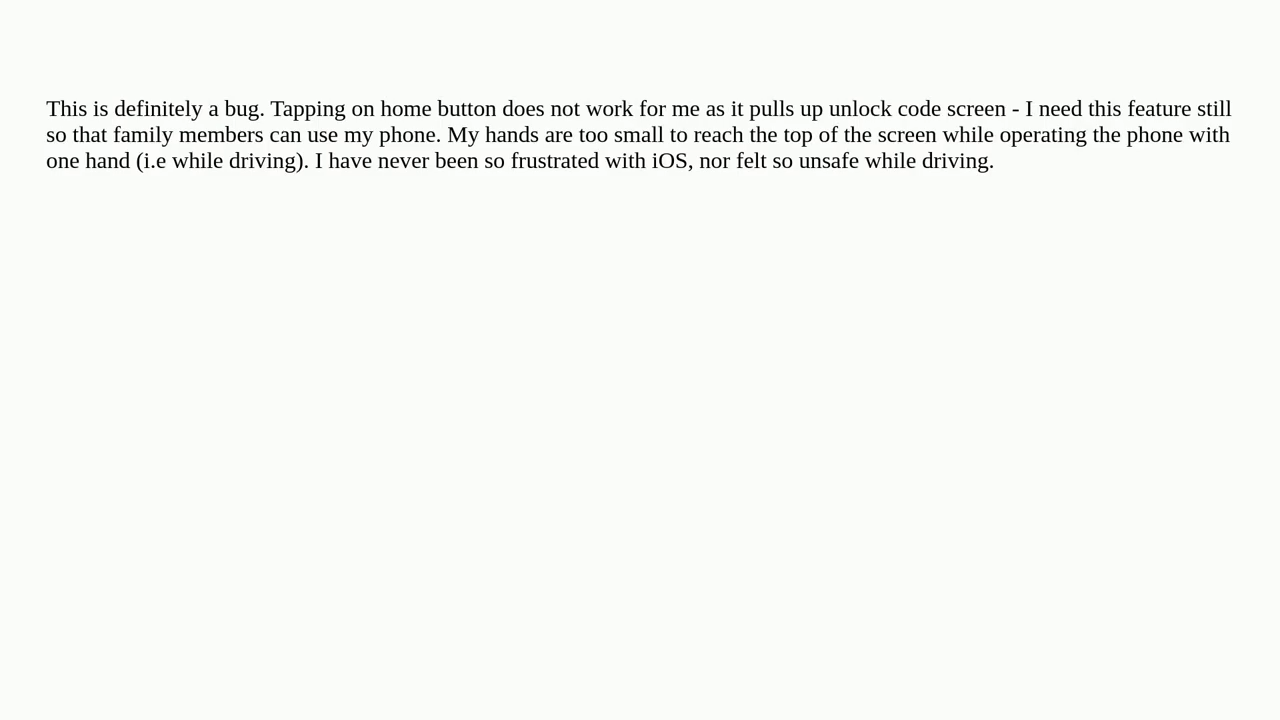 This is definitely a bug. Tapping on home button does not work for me as it pulls up unlock code screen - I need this feature still
so that family members can use my phone. My hands are too small to reach the top of the screen while operating the phone with
one hand (i.e while driving). I have never been so frustrated with iOS, nor felt so unsafe while driving.